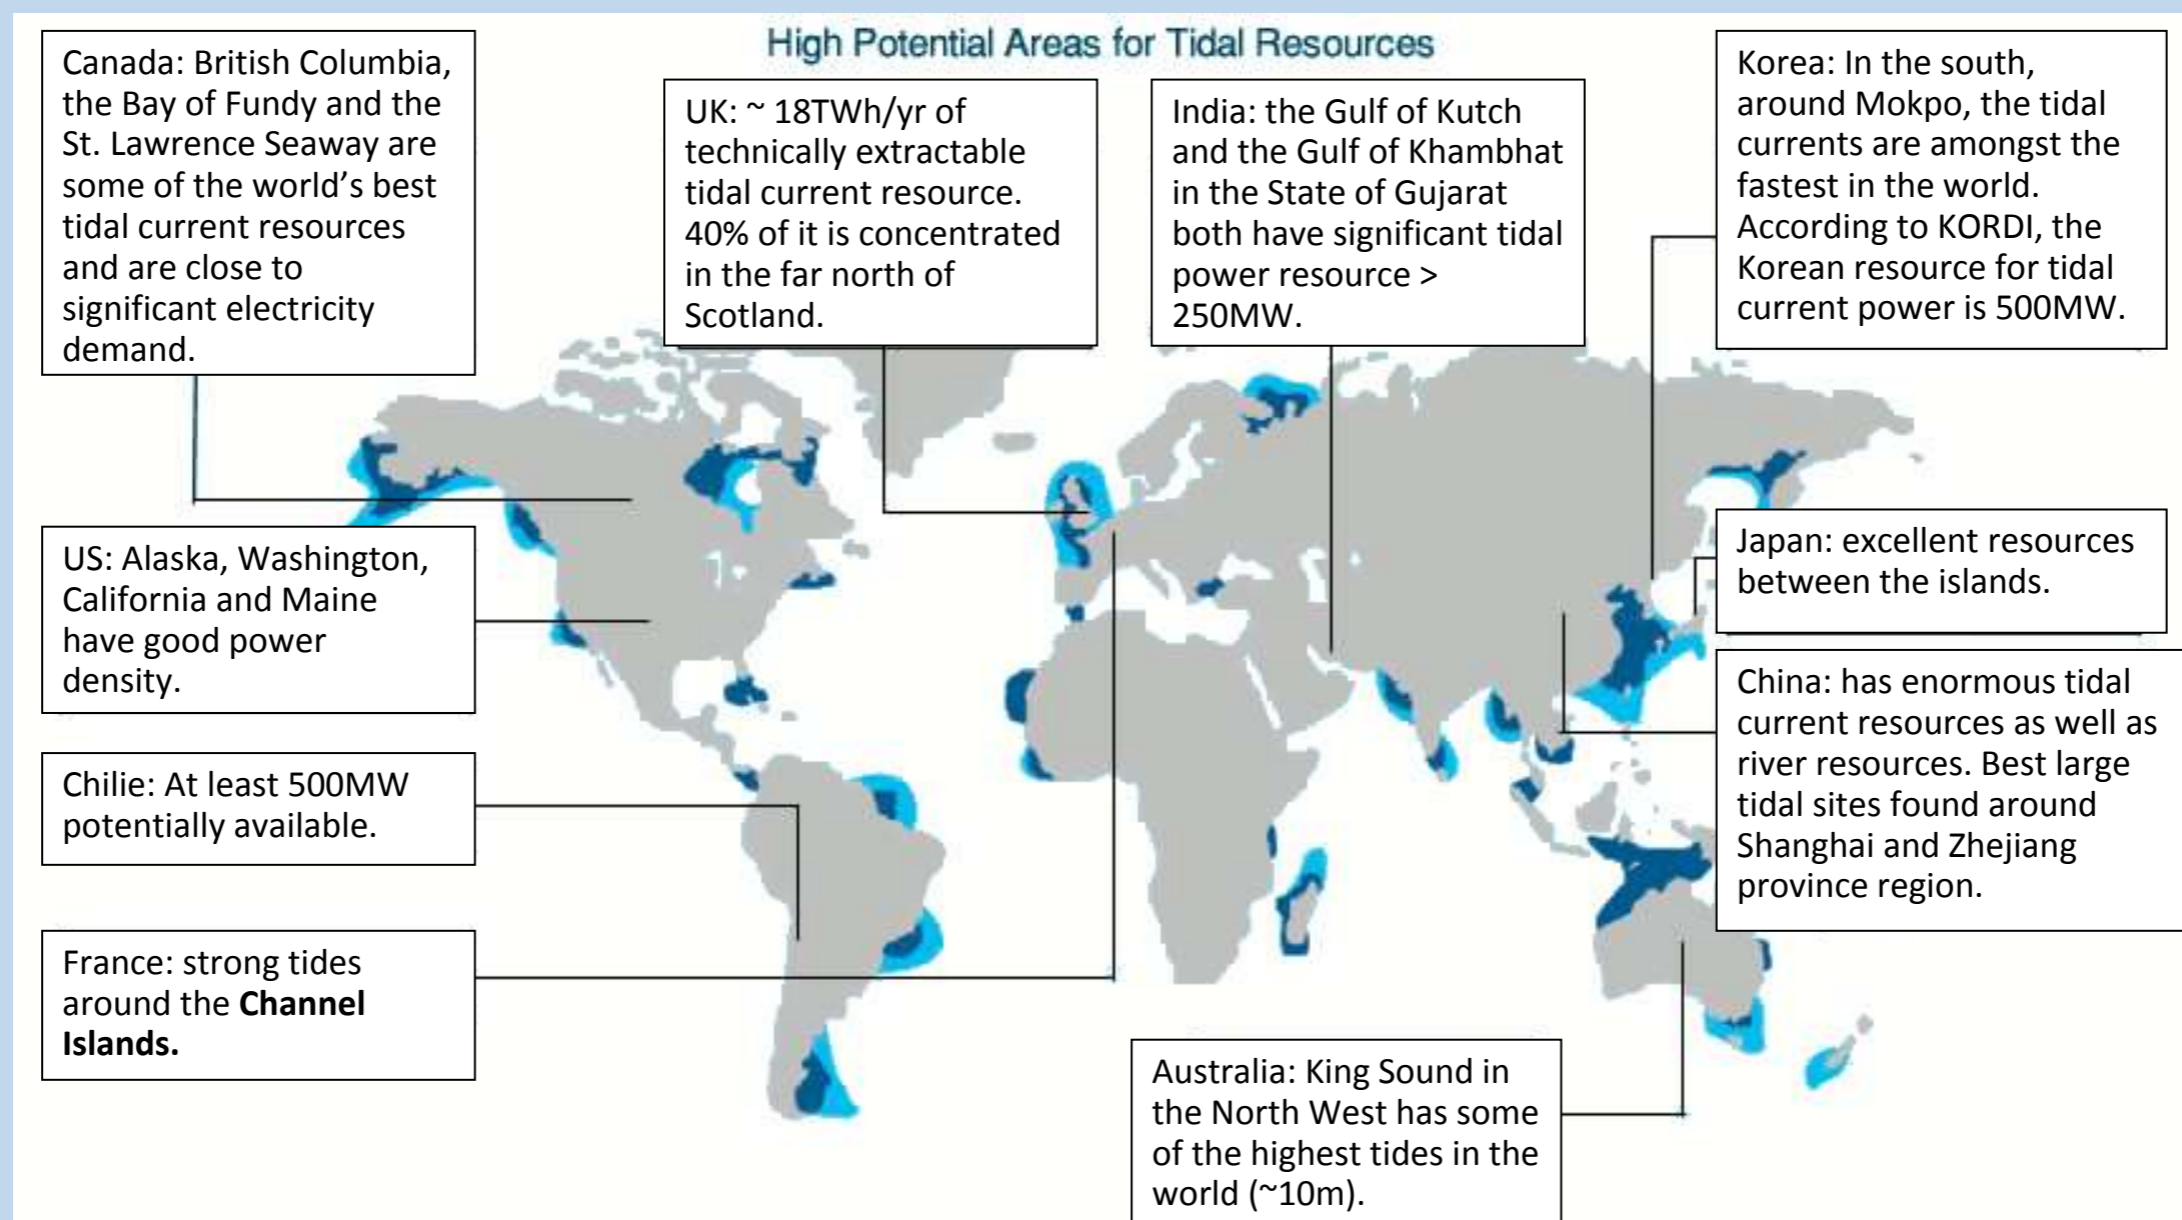 High Potential Areas for Tidal Resources
Canada: British Columbia,
the Bay of Fundy and the
St. Lawrence Seaway are
some of the world's best
tidal current resources
and are close to
significant electricity
demand.
UK: ~ 18TWh/yr of
technically extractable
tidal current resource.
40% of it is concentrated
in the far north of
Scotland.
India: the Gulf of Kutch
and the Gulf of Khambhat
in the State of Gujarat
both have significant tidal
power resource >
250MW.
Korea: In the south,
around Mokpo, the tidal
currents are amongst the
fastest in the world.
According to KORDI, the
Korean resource for tidal
current power is 500MW.
US: Alaska, Washington,
California and Maine
have good power
density.
Japan: excellent resources
between the islands.
China: has enormous tidal
current resources as well as
river resources. Best large
tidal sites found around
Shanghai and Zhejiang
province region.
Chilie: At least 500MW
potentially available.
France: strong tides
around the Channel
Islands.
Australia: King Sound in
the North West has some
of the highest tides in the
world (~10m).